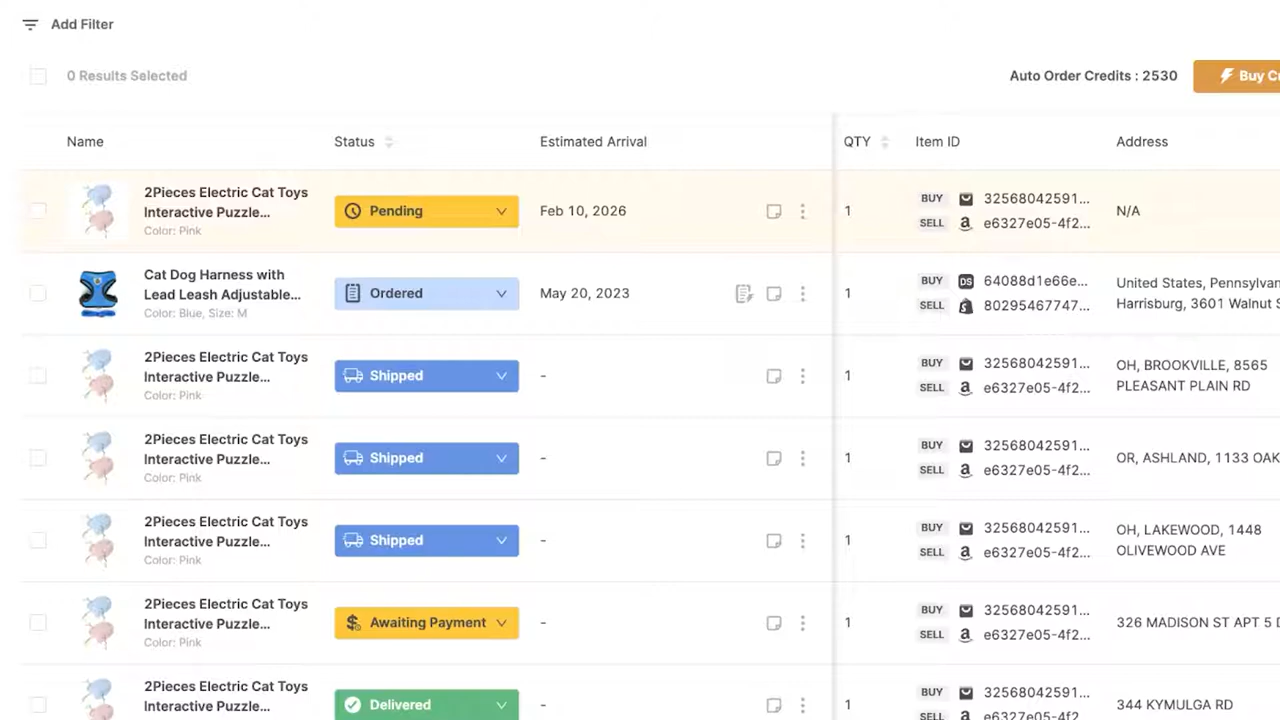 Add Filter
0 Results Selected
Auto Order Credits : 2530
Buy
Name
Status
Estimated Arrival
QTY
Item ID
Address
2Pieces Electric Cat Toys
Interactive Puzzle...
Color: Pink
Pending
Feb 10, 2026
1
BUY 32568042591...
SELL a e6327e05-4f2...
N/A
Cat Dog Harness with
Lead Leash Adjustable...
Color: Blue, Size: M
Ordered
May 20, 2023
1
BUY DS 64088d1e66e...
SELL 80295467747...
United States, Pennsylvan
Harrisburg, 3601 Walnut S
2Pieces Electric Cat Toys
Interactive Puzzle...
Color: Pink
Shipped
-
1
BUY 32568042591...
SELL a e6327e05-4f2...
OH, BROOKVILLE, 8565
PLEASANT PLAIN RD
2Pieces Electric Cat Toys
Interactive Puzzle...
Color: Pink
Shipped
-
1
BUY 32568042591...
SELL a e6327e05-4f2...
OR, ASHLAND, 1133 OAK
2Pieces Electric Cat Toys
Interactive Puzzle...
Color: Pink
Shipped
-
1
BUY 32568042591...
SELL a e6327e05-4f2...
OH, LAKEWOOD, 1448
OLIVEWOOD AVE
2Pieces Electric Cat Toys
Interactive Puzzle...
Color: Pink
Awaiting Payment
-
1
BUY 32568042591...
SELL a e6327e05-4f2...
326 MADISON ST APT 5
2Pieces Electric Cat Toys
Interactive Puzzle...
Delivered
-
1
BUY 32568042591...
SELL a e6327e05-4f2...
344 KYMULGA RD